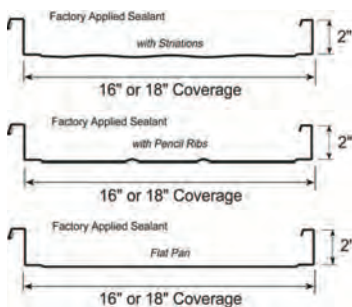 Factory Applied Sealant
with Striations
2"
16" or 18" Coverage
Factory Applied Sealant
with Pencil Ribs
2"
16" or 18" Coverage
Factory Applied Sealant
Flat Pan
2"
16" or 18" Coverage